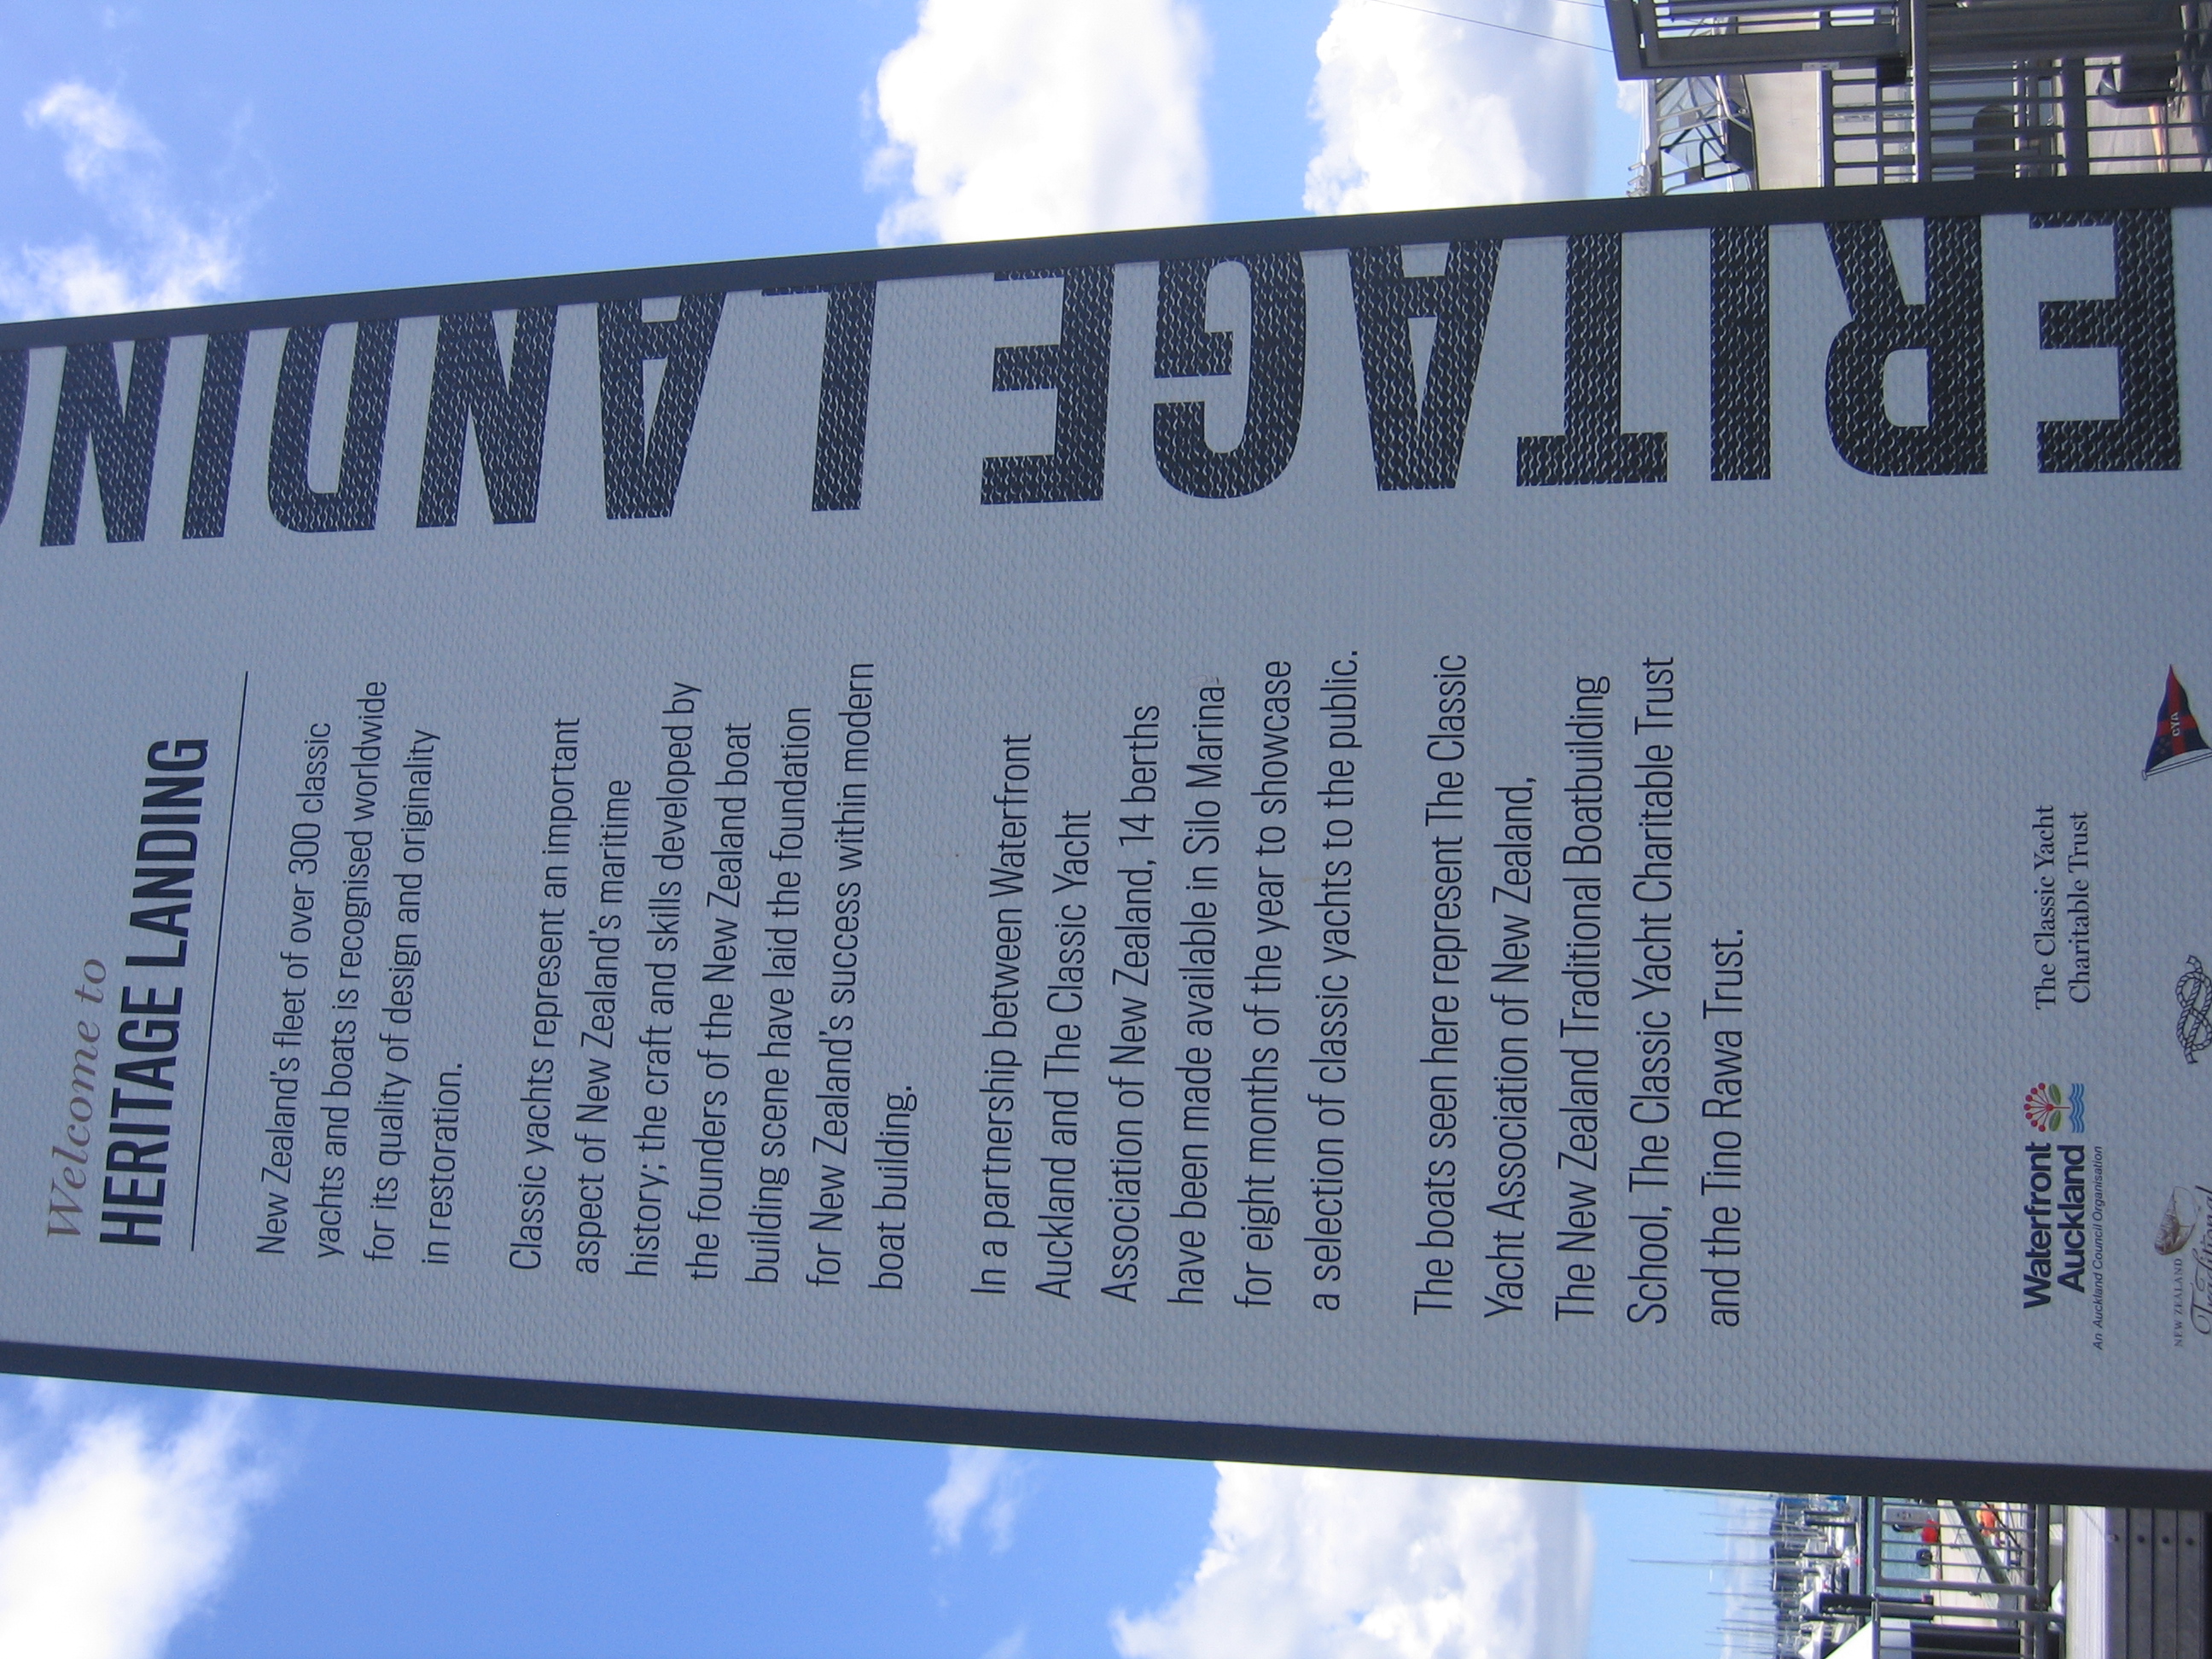 Welcome to
HERITAGE LANDING
New Zealand's fleet of over 300 classic
yachts and boats is recognised worldwide
for its quality of design and originality
in restoration.
Classic yachts represent an important
aspect of New Zealand's maritime
history; the craft and skills developed by
the founders of the New Zealand boat
building scene have laid the foundation
for New Zealand's success within modern
boat building.
In a partnership between Waterfront
Auckland and The Classic Yacht
Association of New Zealand, 14 berths
have been made available in Silo Marina
for eight months of the year to showcase
a selection of classic yachts to the public.
The boats seen here represent The Classic
Yacht Association of New Zealand,
The New Zealand Traditional Boatbuilding
School, The Classic Yacht Charitable Trust
and the Tino Rawa Trust.
Waterfront
Auckland
An Auckland Council Organisation
The Classic Yacht
Charitable Trust
CYA
NEW ZEALAND
Traditional
ERITAGE LANDING